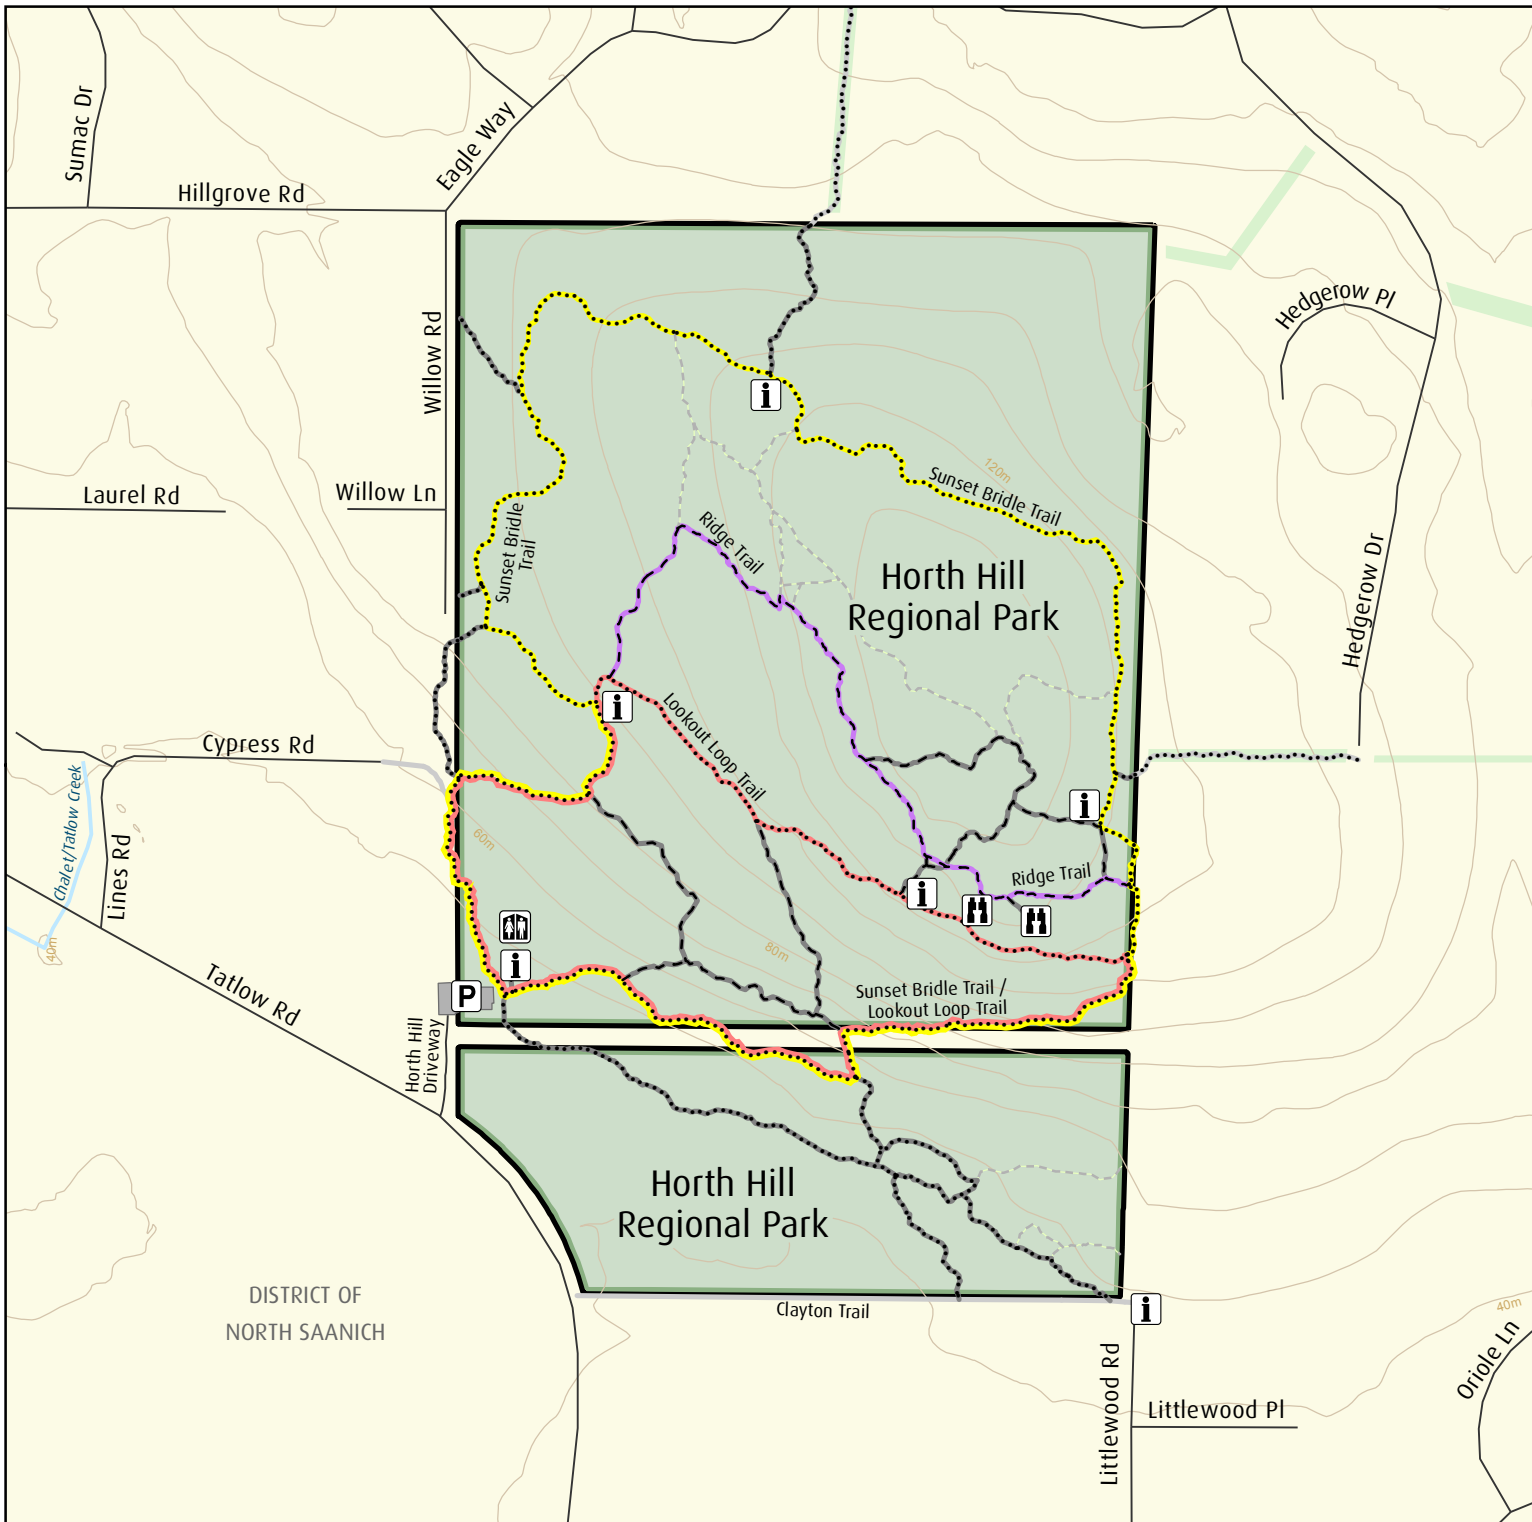 Sumac Dr
Eagle Way
Hillgrove Rd
Hedgerow Pl
Willow Rd
i
120m
Sunset Bridle Trail
Laurel Rd
Willow Ln
Sunset Bridle
Trail
Ridge Trail
Horth Hill
Regional Park
Hedgerow Dr
i
Lookout Loop Trail
Cypress Rd
Chalet/Tatlow Creek
Lines Rd
60m
i
Ridge Trail
i
40m
80m
i
P
Tatlow Rd
Sunset Bridle Trail /
Lookout Loop Trail
Horth Hill
Driveway
Horth Hill
Regional Park
DISTRICT OF
NORTH SAANICH
Clayton Trail
i
40m
Oriole Ln
Littlewood Rd
Littlewood Pl